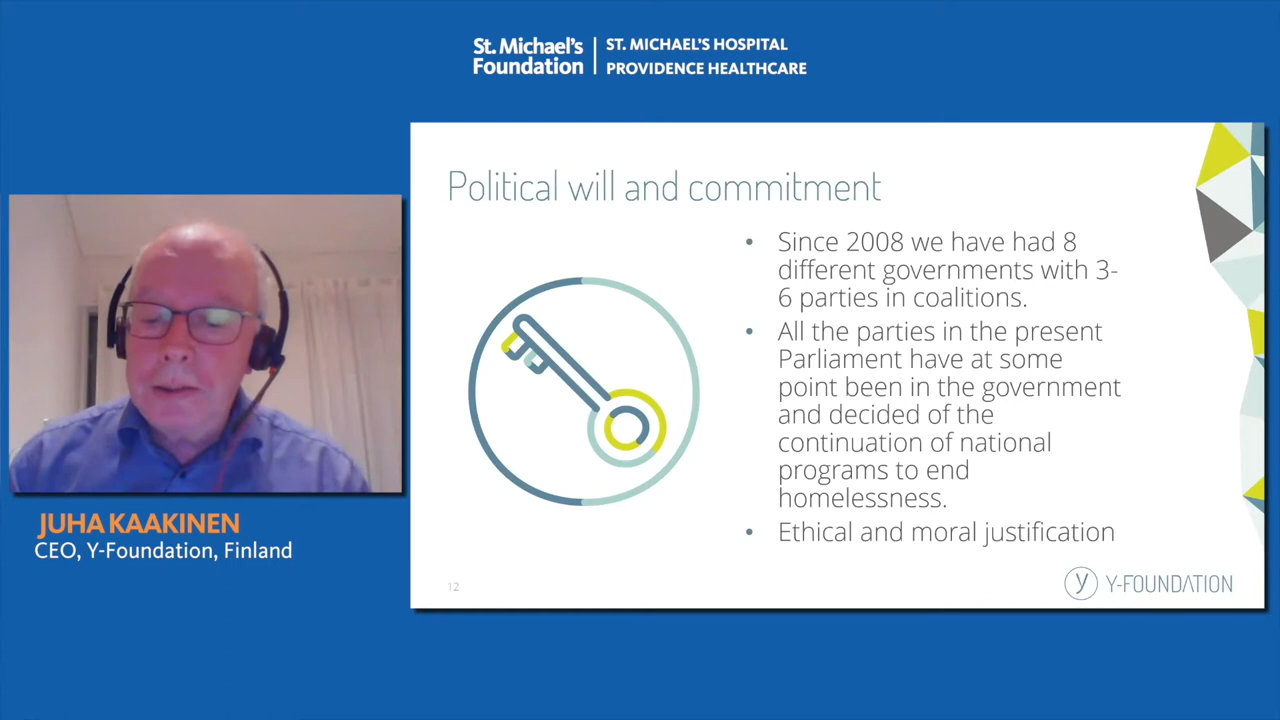 St. Michael's
Foundation
ST. MICHAEL'S HOSPITAL
PROVIDENCE HEALTHCARE
Political will and commitment
• Since 2008 we have had 8
different governments with 3-
6 parties in coalitions.
• All the parties in the present
Parliament have at some
point been in the government
and decided of the
continuation of national
programs to end
homelessness.
• Ethical and moral justification
12
y Y-FOUNDATION
JUHA KAAKINEN
CEO, Y-Foundation, Finland